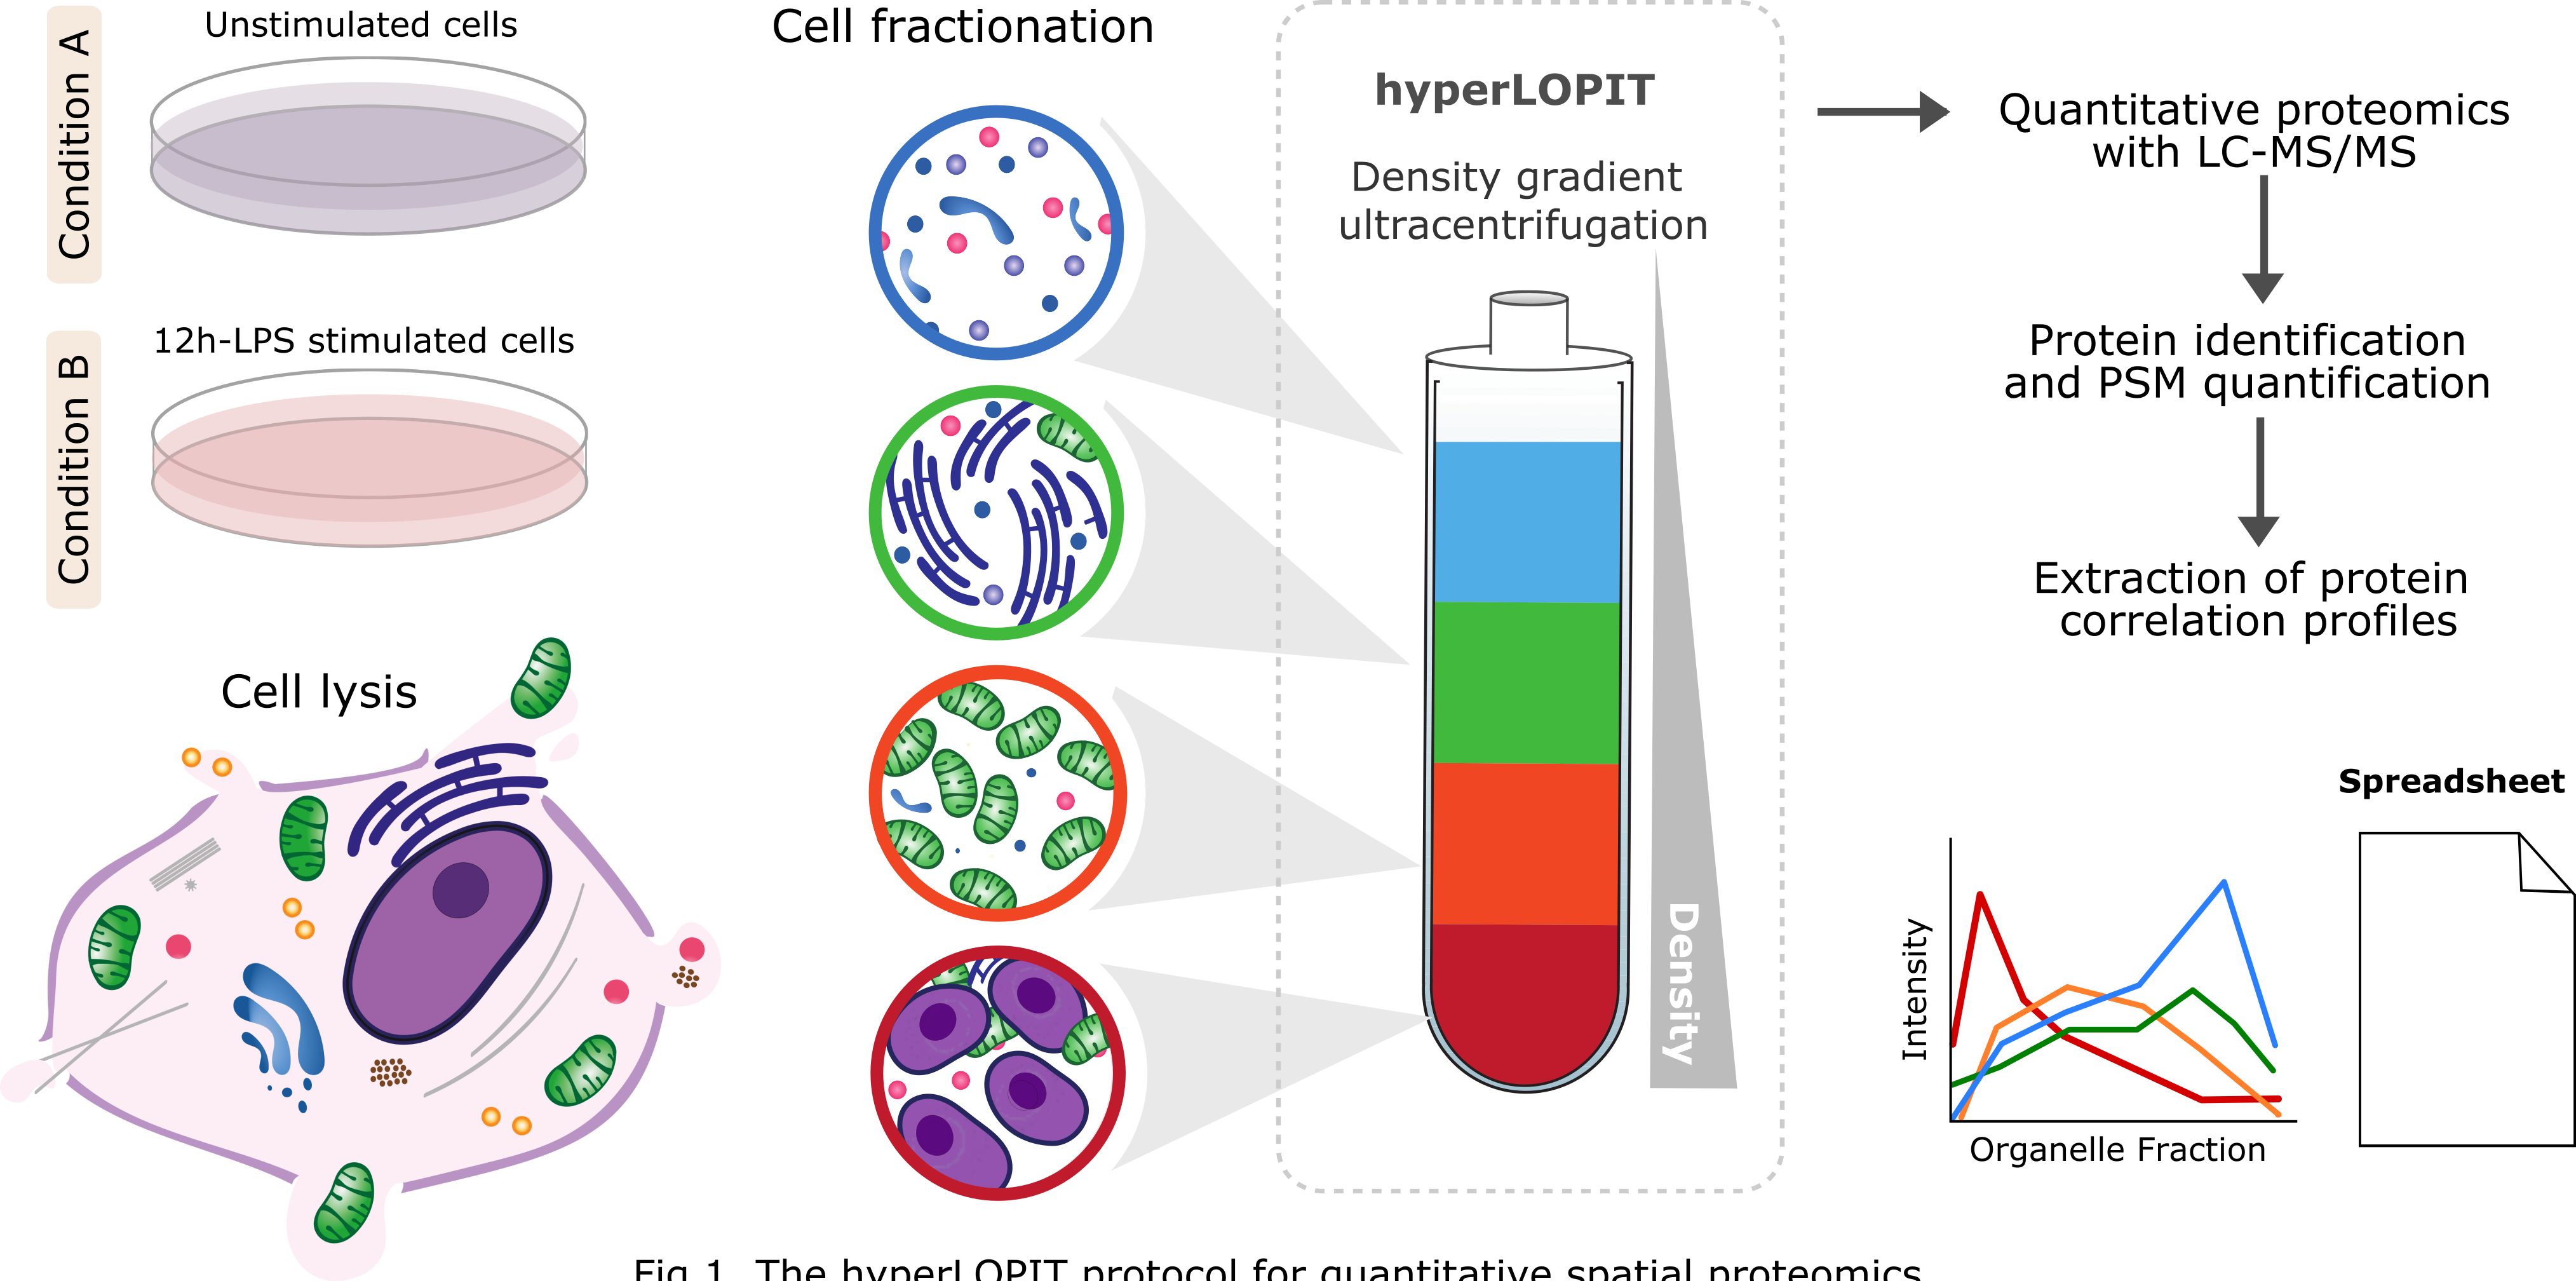 Condition A
Unstimulated cells
Condition B
12h-LPS stimulated cells
Cell lysis
Cell fractionation
hyperLOPIT
Density gradient
ultracentrifugation
Density
Quantitative proteomics
with LC-MS/MS
Protein identification
and PSM quantification
Extraction of protein
correlation profiles
Intensity
Organelle Fraction
Spreadsheet
Fig 1. The hyperLOPIT protocol for quantitative spatial proteomics